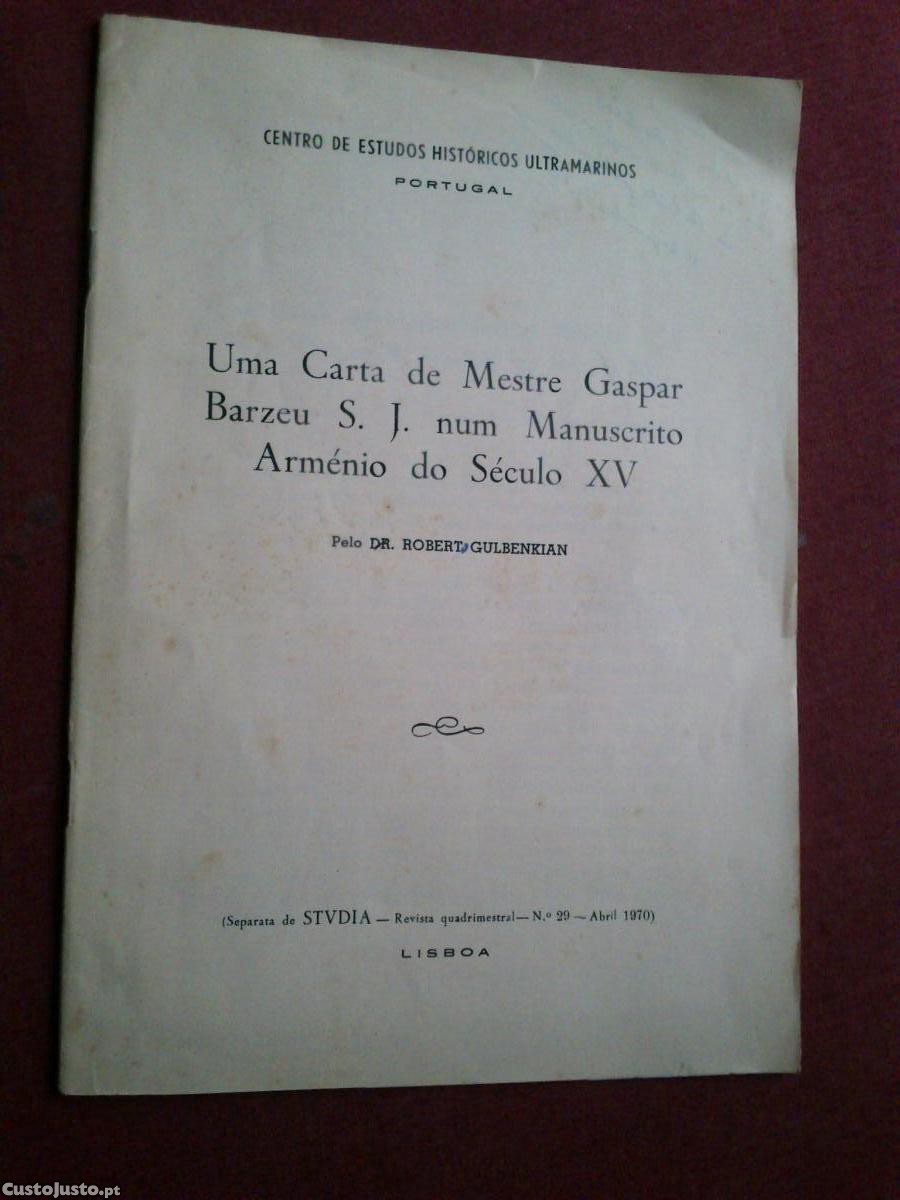 CENTRO DE ESTUDOS HISTÓRICOS ULTRAMARINOS
PORTUGAL
Uma Carta de Mestre Gaspar
Barzeu S. J. num Manuscrito
Arménio do Século XV
Pelo DR. ROBERT GULBENKIAN
(Separata de STVDIA — Revista quadrimestral — N.º 29 — Abril 1970)
LISBOA
CustoJusto.pt